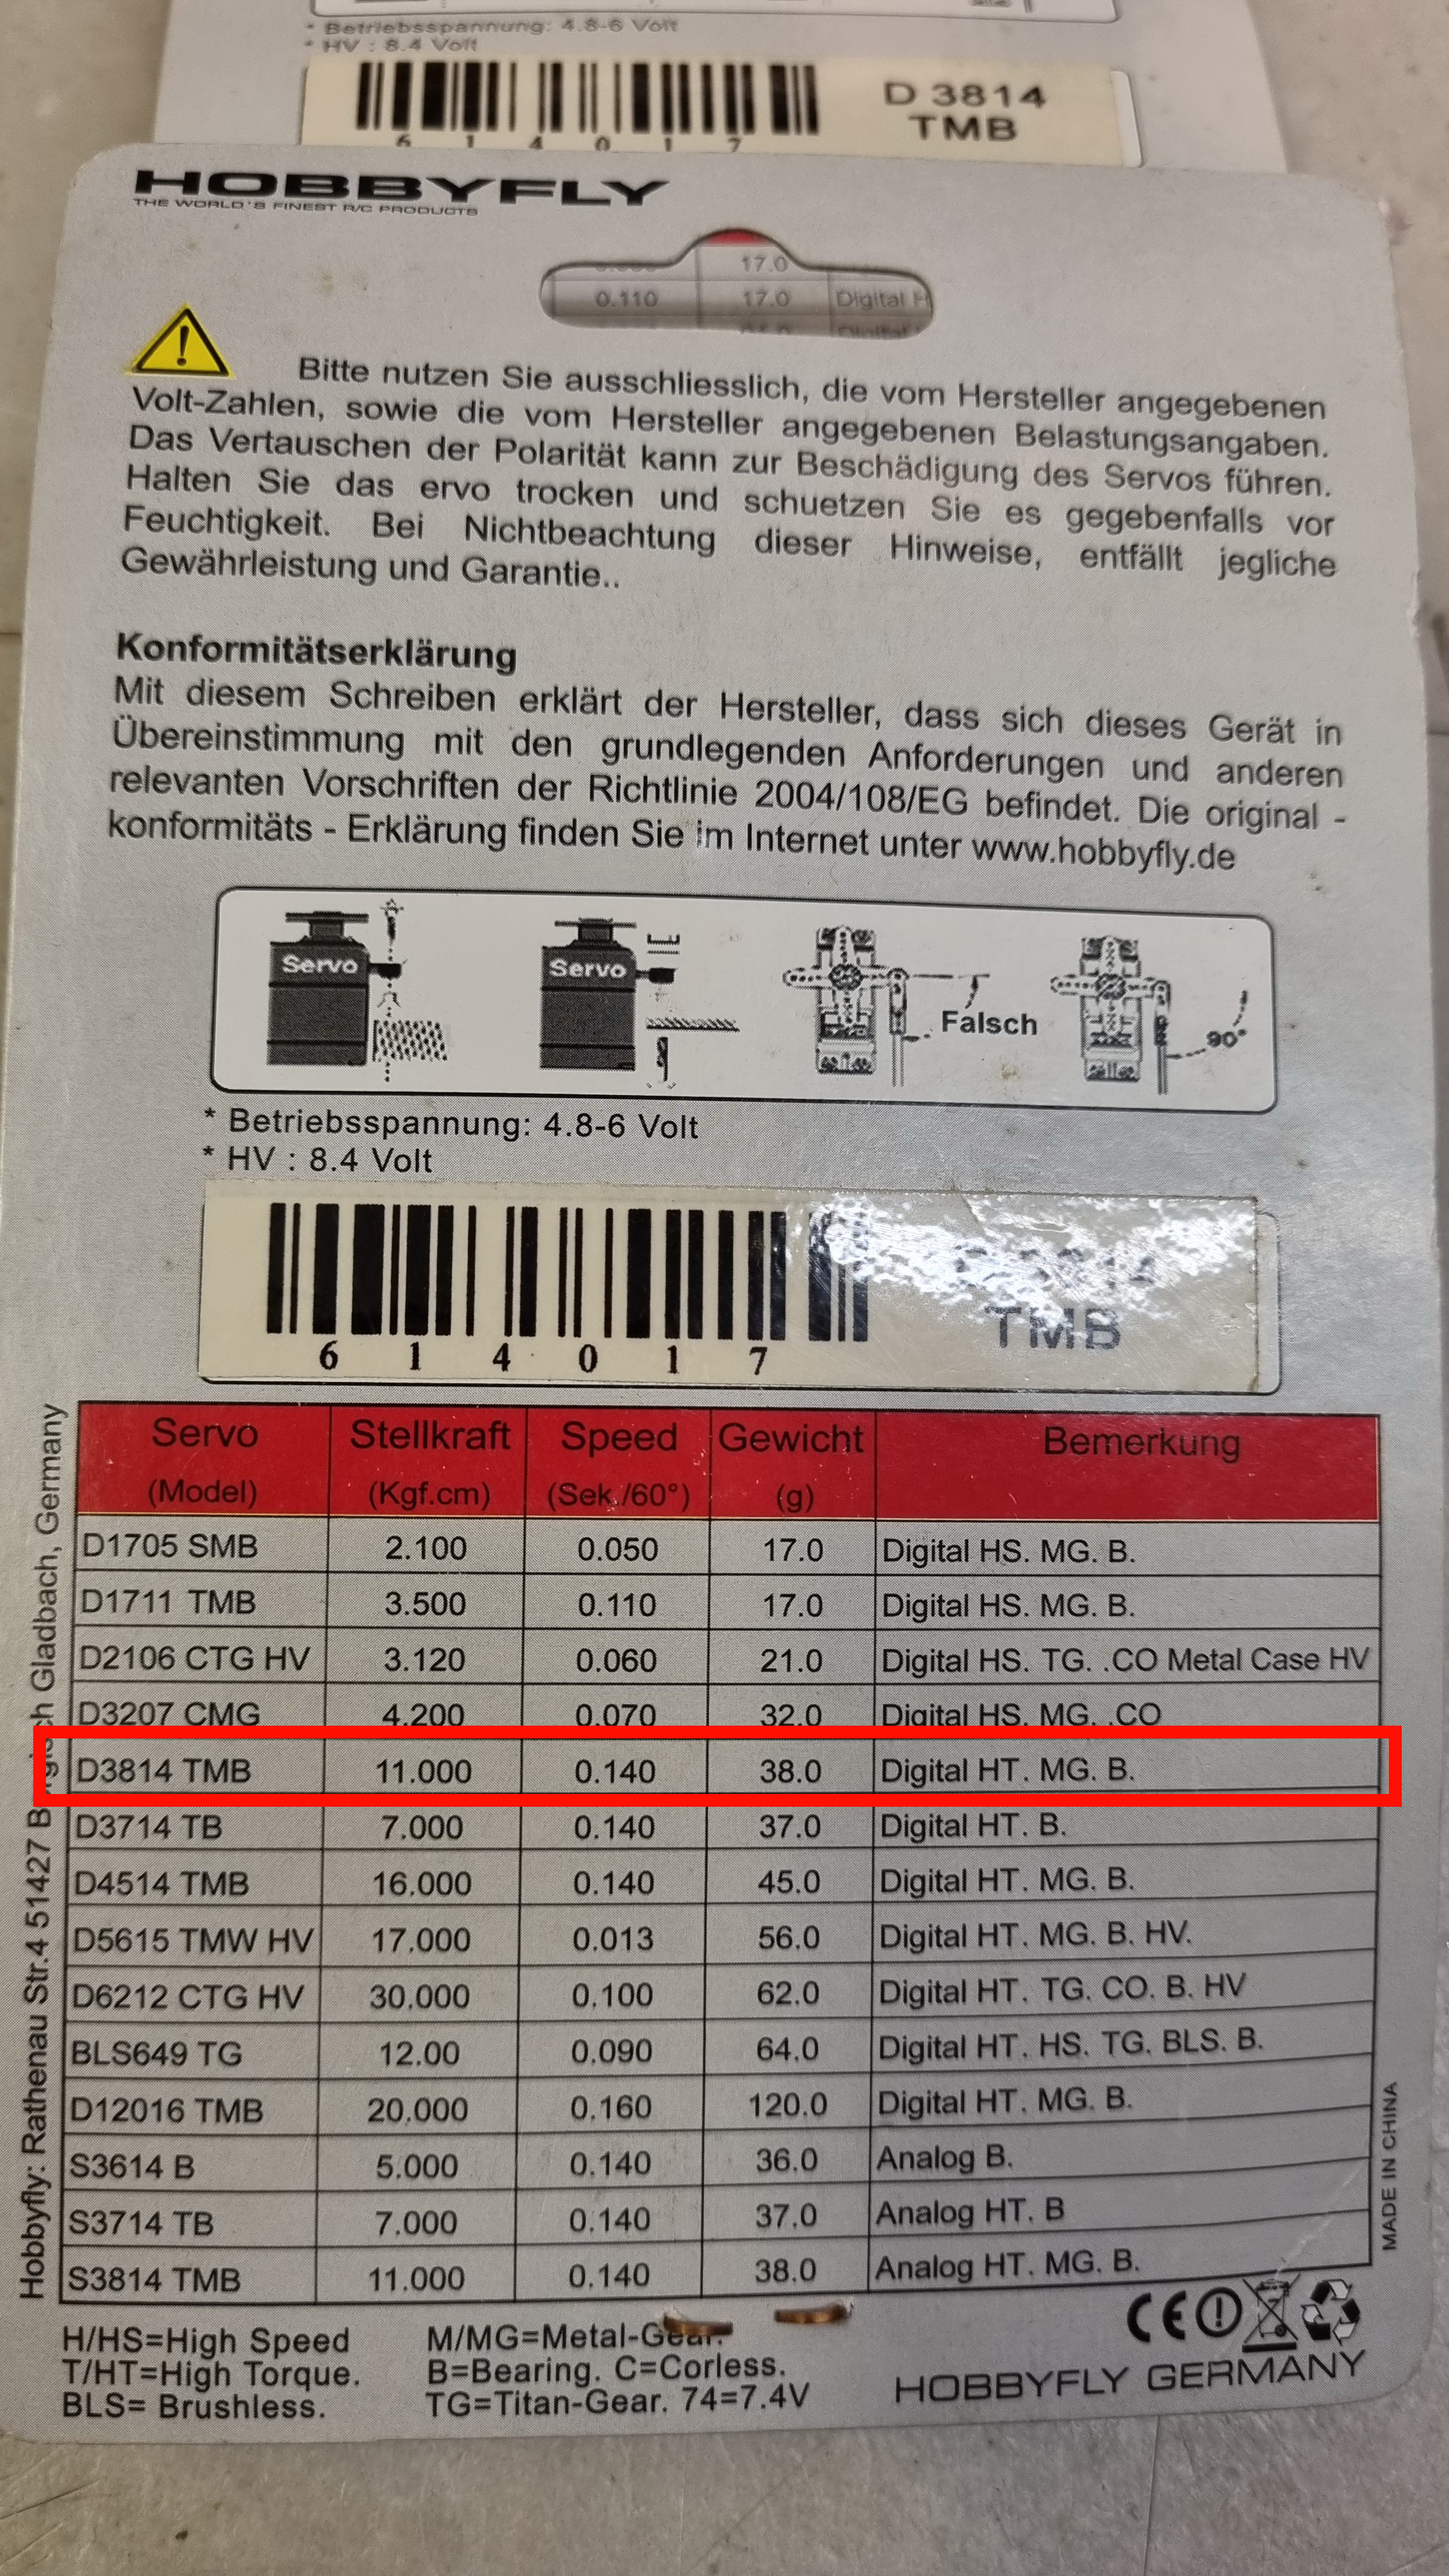 * Betriebsspannung: 4.8-6 Volt
* HV : 8.4 Volt
D 3814
TMB
6 1 4 0 1 7
HOBBYFLY
THE WORLD'S FINEST R/C PRODUCTS
17.0
0.110 17.0 Digital
Bitte nutzen Sie ausschliesslich, die vom Hersteller angegebenen
Volt-Zahlen, sowie die vom Hersteller angegebenen Belastungsangaben.
Das Vertauschen der Polarität kann zur Beschädigung des Servos führen.
Halten Sie das ervo trocken und schuetzen Sie es gegebenfalls vor
Feuchtigkeit. Bei Nichtbeachtung dieser Hinweise, entfällt jegliche
Gewährleistung und Garantie..
Konformitätserklärung
Mit diesem Schreiben erklärt der Hersteller, dass sich dieses Gerät in
Übereinstimmung mit den grundlegenden Anforderungen und anderen
relevanten Vorschriften der Richtlinie 2004/108/EG befindet. Die original -
konformitäts - Erklärung finden Sie im Internet unter www.hobbyfly.de
Servo Servo Falsch 90°
* Betriebsspannung: 4.8-6 Volt
* HV : 8.4 Volt
TMB
6 1 4 0 1 7
Servo Stellkraft Speed Gewicht Bemerkung
(Model) (Kgf.cm) (Sek./60°) (g)
D1705 SMB 2.100 0.050 17.0 Digital HS. MG. B.
D1711 TMB 3.500 0.110 17.0 Digital HS. MG. B.
D2106 CTG HV 3.120 0.060 21.0 Digital HS. TG. .CO Metal Case HV
D3207 CMG 4.200 0.070 32.0 Digital HS. MG. .CO
D3814 TMB 11.000 0.140 38.0 Digital HT. MG. B.
D3714 TB 7.000 0.140 37.0 Digital HT. B.
D4514 TMB 16.000 0.140 45.0 Digital HT. MG. B.
D5615 TMW HV 17.000 0.013 56.0 Digital HT. MG. B. HV.
D6212 CTG HV 30.000 0.100 62.0 Digital HT. TG. CO. B. HV
BLS649 TG 12.00 0.090 64.0 Digital HT. HS. TG. BLS. B.
D12016 TMB 20.000 0.160 120.0 Digital HT. MG. B.
S3614 B 5.000 0.140 36.0 Analog B.
S3714 TB 7.000 0.140 37.0 Analog HT. B
S3814 TMB 11.000 0.140 38.0 Analog HT. MG. B.
Hobbyfly: Rathenau Str.4 51427 Gladbach, Germany
MADE IN CHINA
H/HS=High Speed M/MG=Metal-Gear.
T/HT=High Torque. B=Bearing. C=Corless.
BLS= Brushless. TG=Titan-Gear. 74=7.4V
CE
HOBBYFLY GERMANY